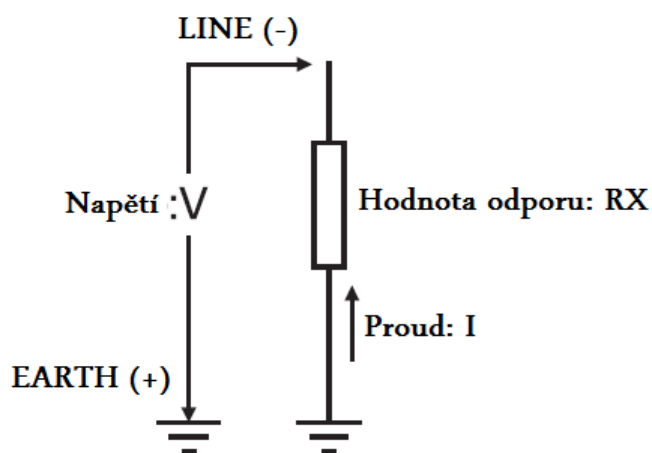 LINE (-)
Napětí :V
Hodnota odporu: RX
Proud: I
EARTH (+)